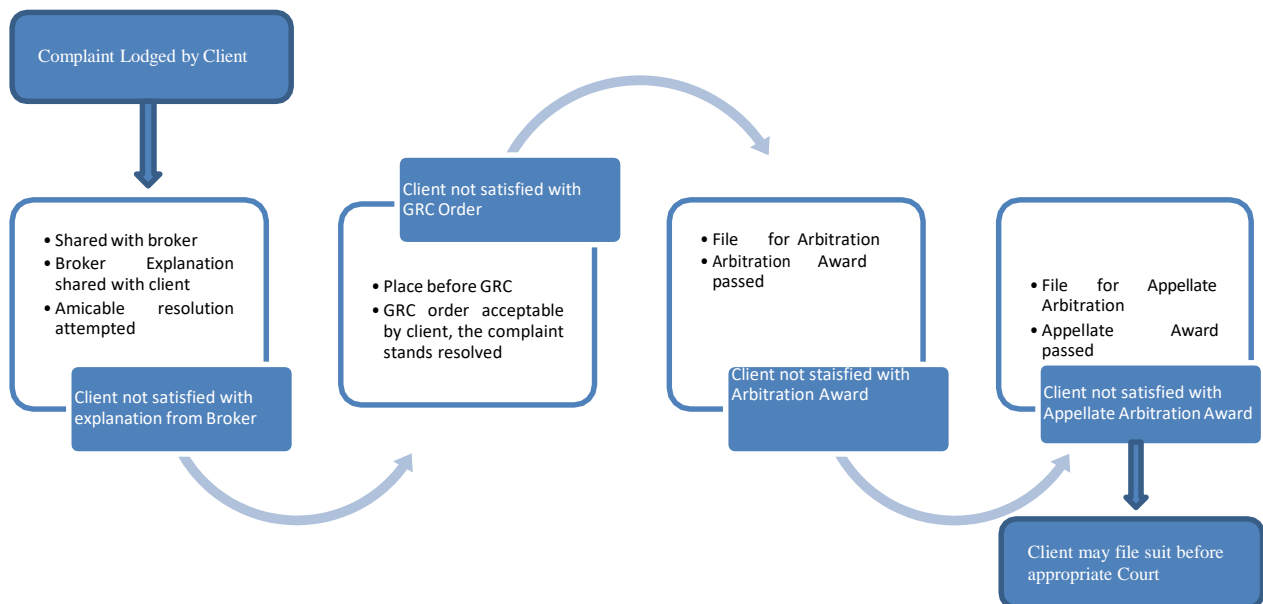 Complaint Lodged by Client
• Shared with broker
• Broker Explanation
shared with client
• Amicable resolution
attempted
Client not satisfied with
explanation from Broker
Client not satisfied with
GRC Order
• Place before GRC
• GRC order acceptable
by client, the complaint
stands resolved
• File for Arbitration
• Arbitration Award
passed
Client not staisfied with
Arbitration Award
• File for Appellate
Arbitration
• Appellate Award
passed
Client not satisfied with
Appellate Arbitration Award
Client may file suit before
appropriate Court